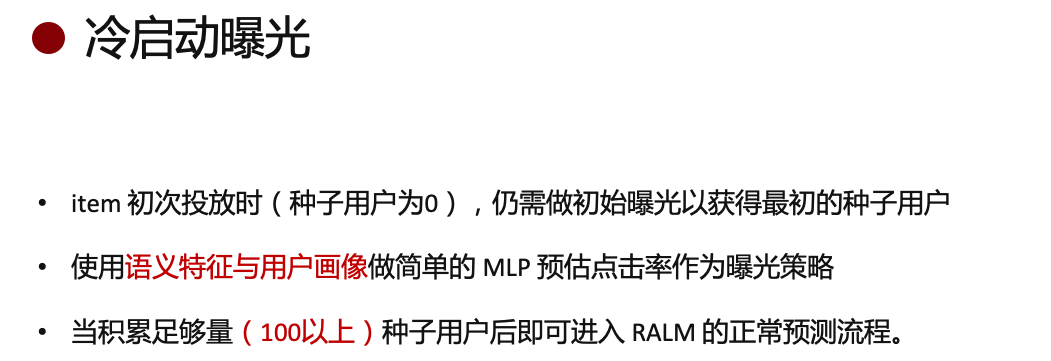 冷启动曝光
• item 初次投放时（种子用户为0），仍需做初始曝光以获得最初的种子用户
• 使用语义特征与用户画像做简单的 MLP 预估点击率作为曝光策略
• 当积累足够量（100以上）种子用户后即可进入 RALM 的正常预测流程。